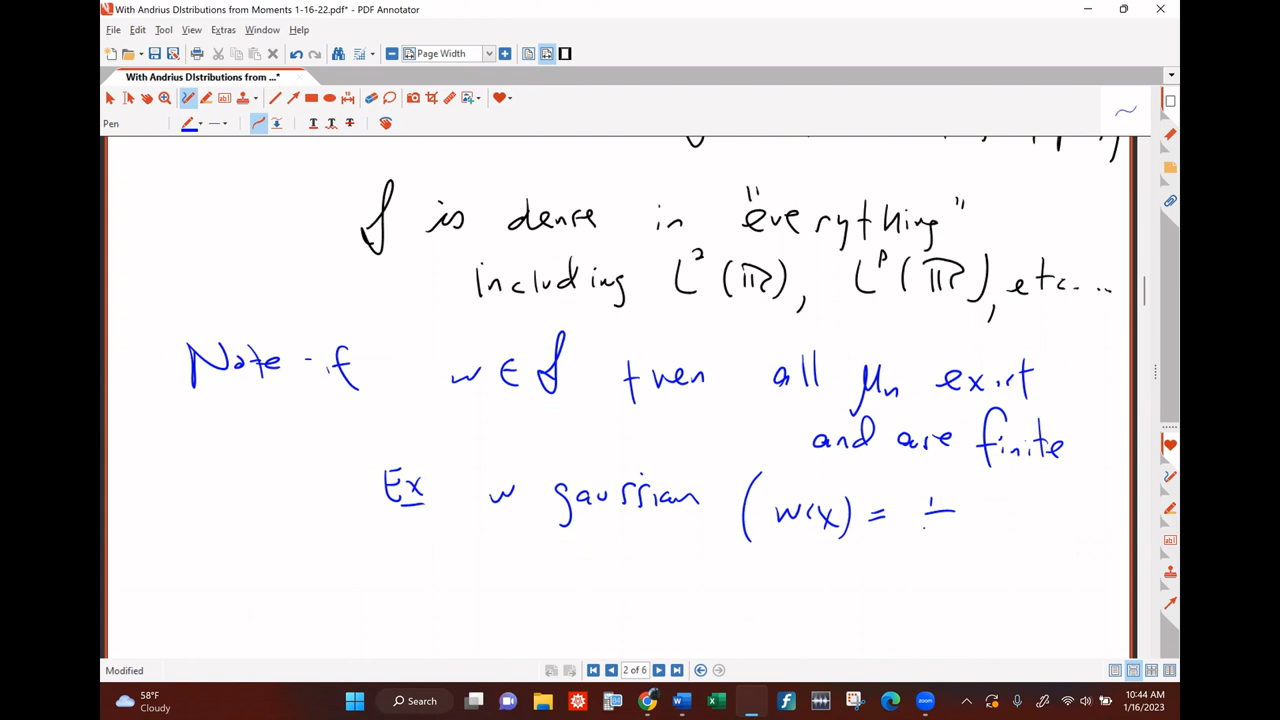 With Andrius DIstributions from Moments 1-16-22.pdf* - PDF Annotator
File Edit Tool View Extras Window Help
Page Width
With Andrius DIstributions from ...*
Pen
𝒮 is dense in "everything"
including L²(ℝ), Lᵖ(ℝ), etc...
Note - if w ∈ 𝒮 then all μₙ exist
and are finite
Ex w gaussian (w(x) = 1
Modified
2 of 6
58°F
Cloudy
Search
10:44 AM
1/16/2023